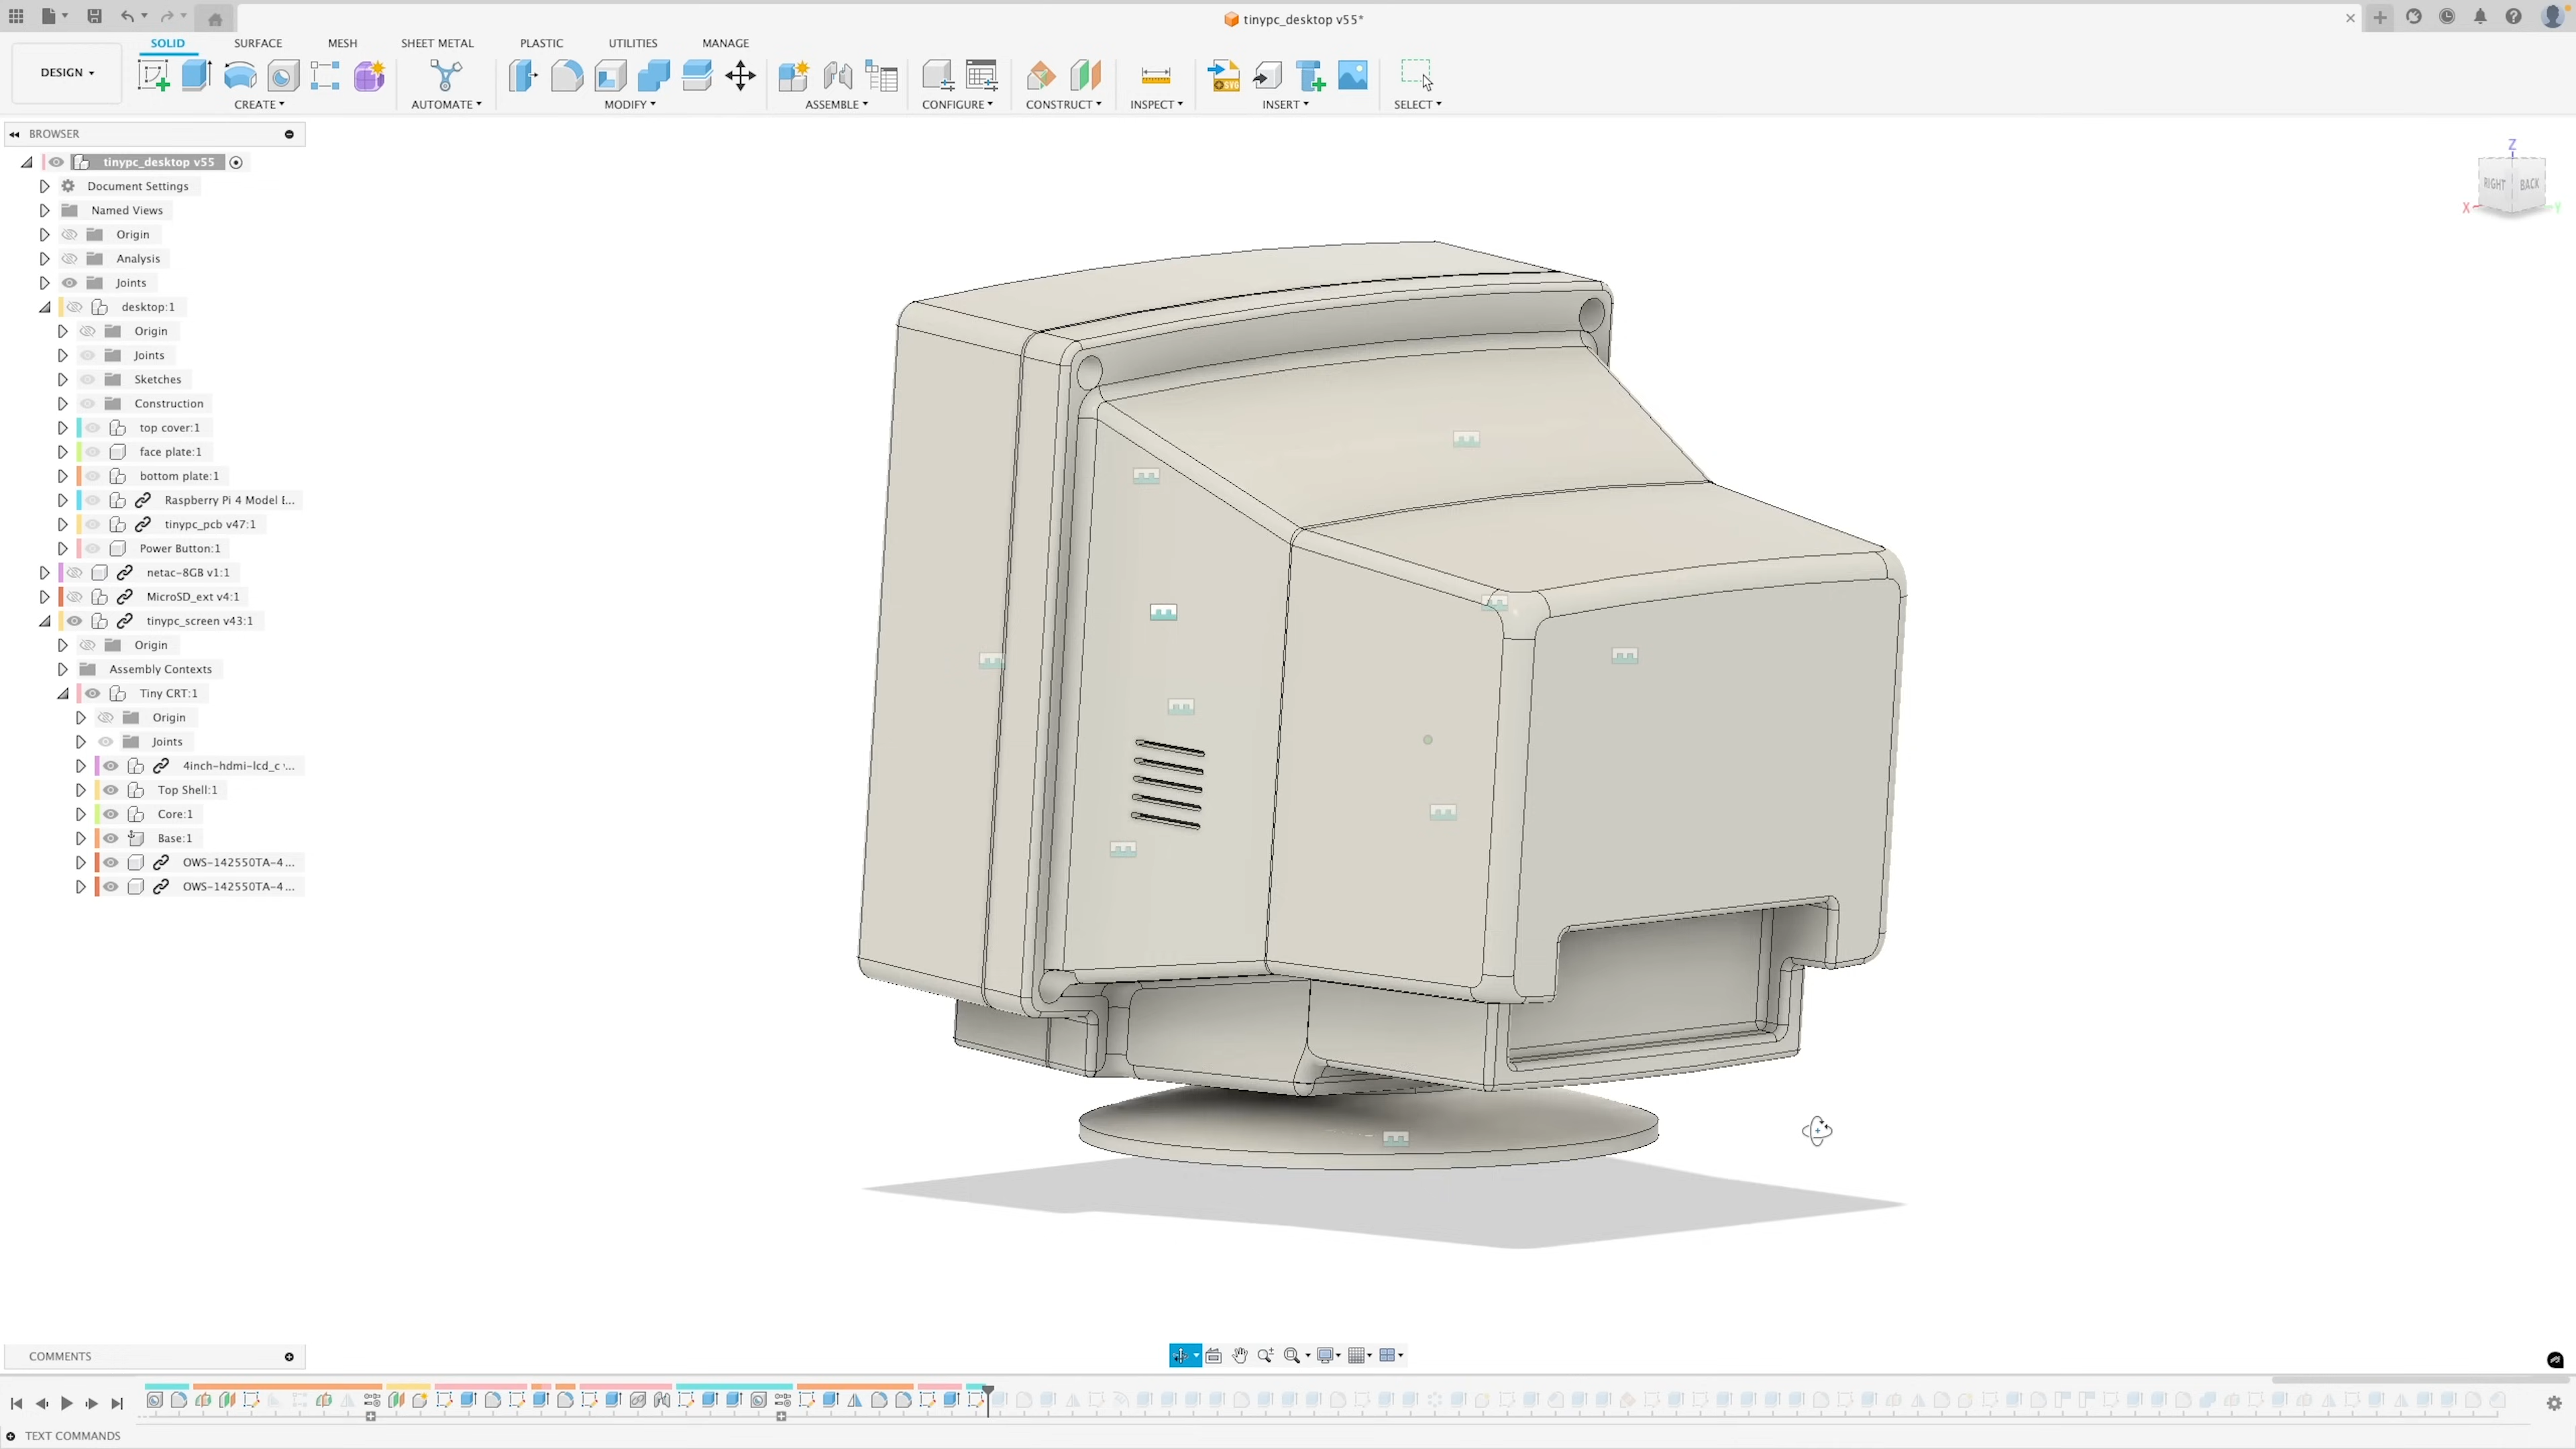 tinypc_desktop v55*
DESIGN
SOLID SURFACE MESH SHEET METAL PLASTIC UTILITIES MANAGE
CREATE AUTOMATE MODIFY ASSEMBLE CONFIGURE CONSTRUCT INSPECT INSERT SELECT
BROWSER
tinypc_desktop v55
Document Settings
Named Views
Origin
Analysis
Joints
desktop:1
Origin
Joints
Sketches
Construction
top cover:1
face plate:1
bottom plate:1
Raspberry Pi 4 Model
tinypc_pcb v47:1
Power Button:1
netac-8GB v1:1
MicroSD_ext v4:1
tinypc_screen v43:1
Origin
Assembly Contexts
Tiny CRT:1
Origin
Joints
4inch-hdmi-lcd_c
Top Shell:1
Core:1
Base:1
OWS-142550TA-4...
OWS-142550TA-4...
Z
RIGHT BACK
X Y
COMMENTS
TEXT COMMANDS